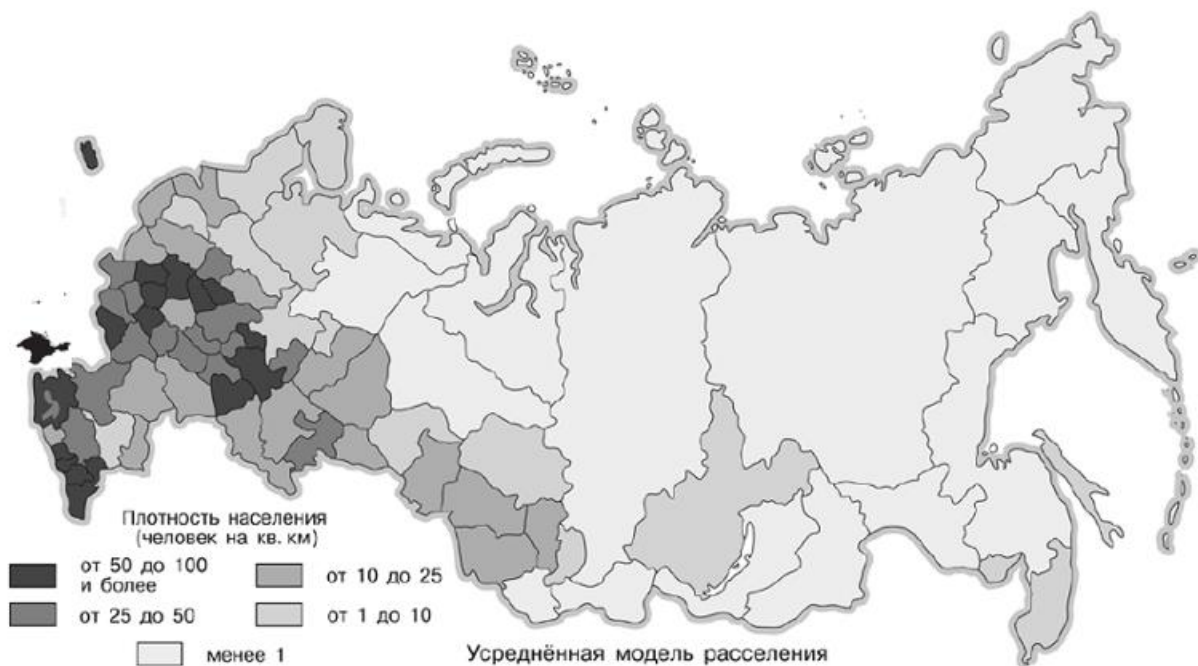 Плотность населения
(человек на кв. км)
от 50 до 100
и более
от 10 до 25
от 25 до 50
от 1 до 10
менее 1
Усреднённая модель расселения